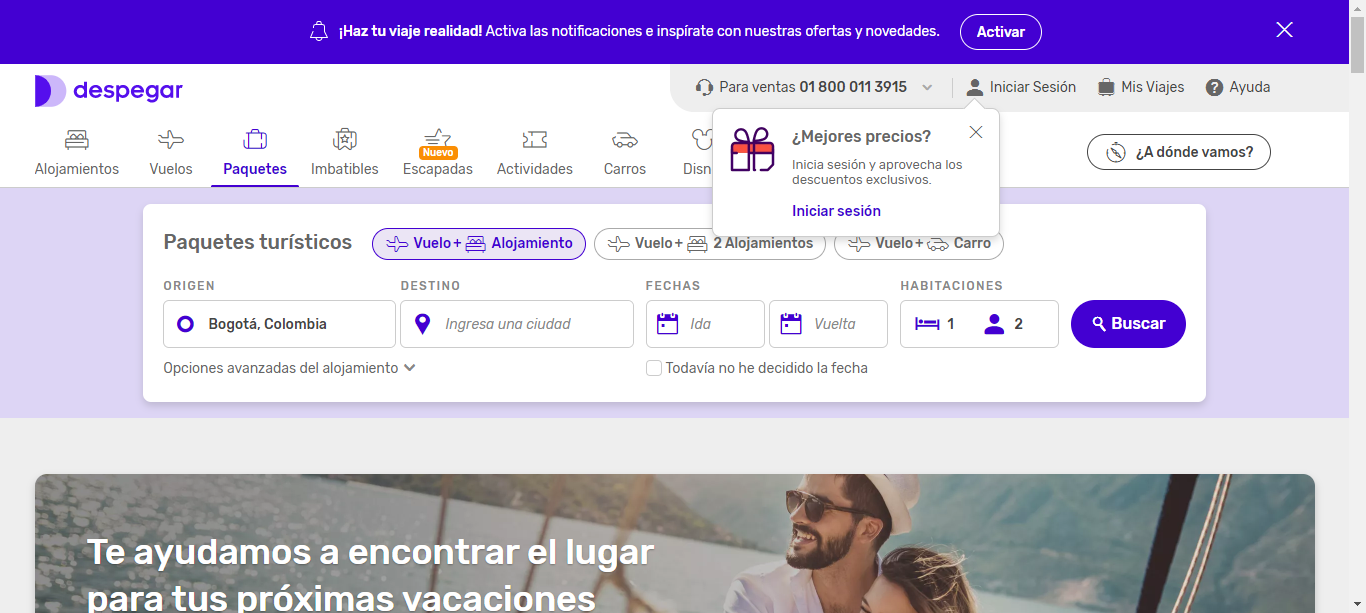 ¡Haz tu viaje realidad! Activa las notificaciones e inspírate con nuestras ofertas y novedades.
Activar
despegar
Para ventas 01 800 011 3915
Iniciar Sesión
Mis Viajes
? Ayuda
Alojamientos
Vuelos
Paquetes
Imbatibles
Nuevo
Escapadas
Actividades
Carros
Disn
¿Mejores precios?
Inicia sesión y aprovecha los
descuentos exclusivos.
Iniciar sesión
¿A dónde vamos?
Paquetes turísticos
Vuelo + Alojamiento
Vuelo + 2 Alojamientos
Vuelo + Carro
ORIGEN
DESTINO
FECHAS
HABITACIONES
Bogotá, Colombia
Ingresa una ciudad
Ida
Vuelta
1
2
Buscar
Opciones avanzadas del alojamiento
Todavía no he decidido la fecha
Te ayudamos a encontrar el lugar
para tus próximas vacaciones